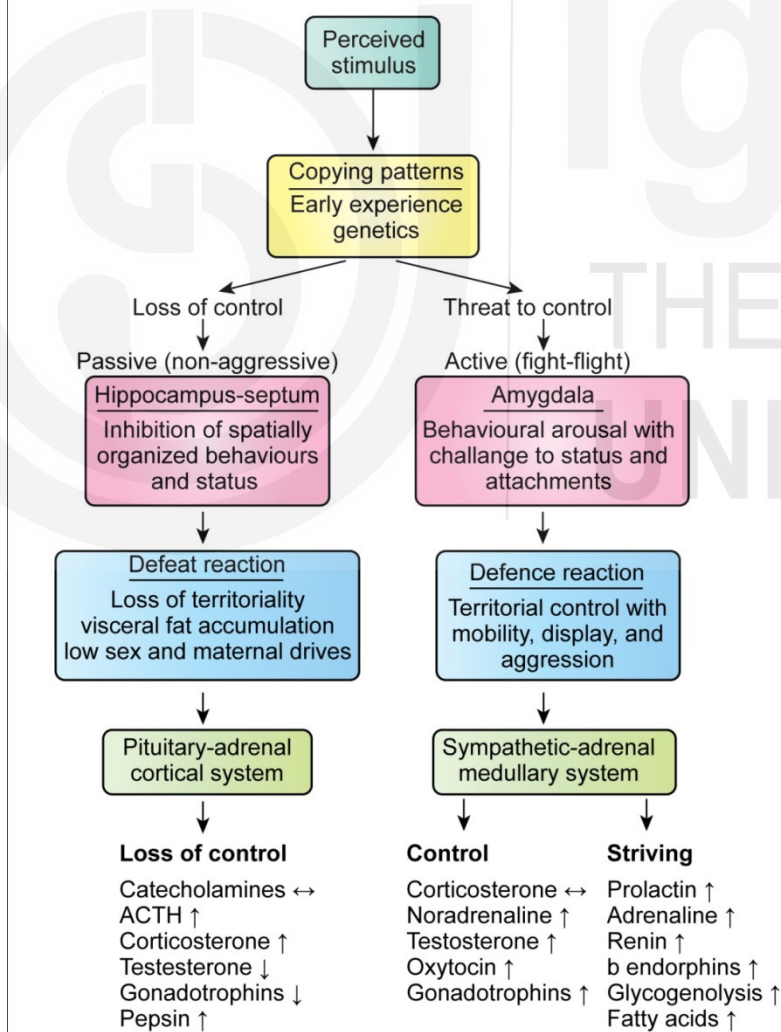 Perceived
stimulus
Copying patterns
Early experience
genetics
Loss of control
Threat to control
Passive (non-aggressive)
Active (fight-flight)
Hippocampus-septum
Inhibition of spatially
organized behaviours
and status
Amygdala
Behavioural arousal with
challange to status and
attachments
Defeat reaction
Loss of territoriality
visceral fat accumulation
low sex and maternal drives
Defence reaction
Territorial control with
mobility, display, and
aggression
Pituitary-adrenal
cortical system
Sympathetic-adrenal
medullary system
Loss of control
Catecholamines ↔
ACTH ↑
Corticosterone ↑
Testesterone ↓
Gonadotrophins ↓
Pepsin ↑
Control
Corticosterone ↔
Noradrenaline ↑
Testosterone ↑
Oxytocin ↑
Gonadotrophins ↑
Striving
Prolactin ↑
Adrenaline ↑
Renin ↑
b endorphins ↑
Glycogenolysis ↑
Fatty acids ↑
THE